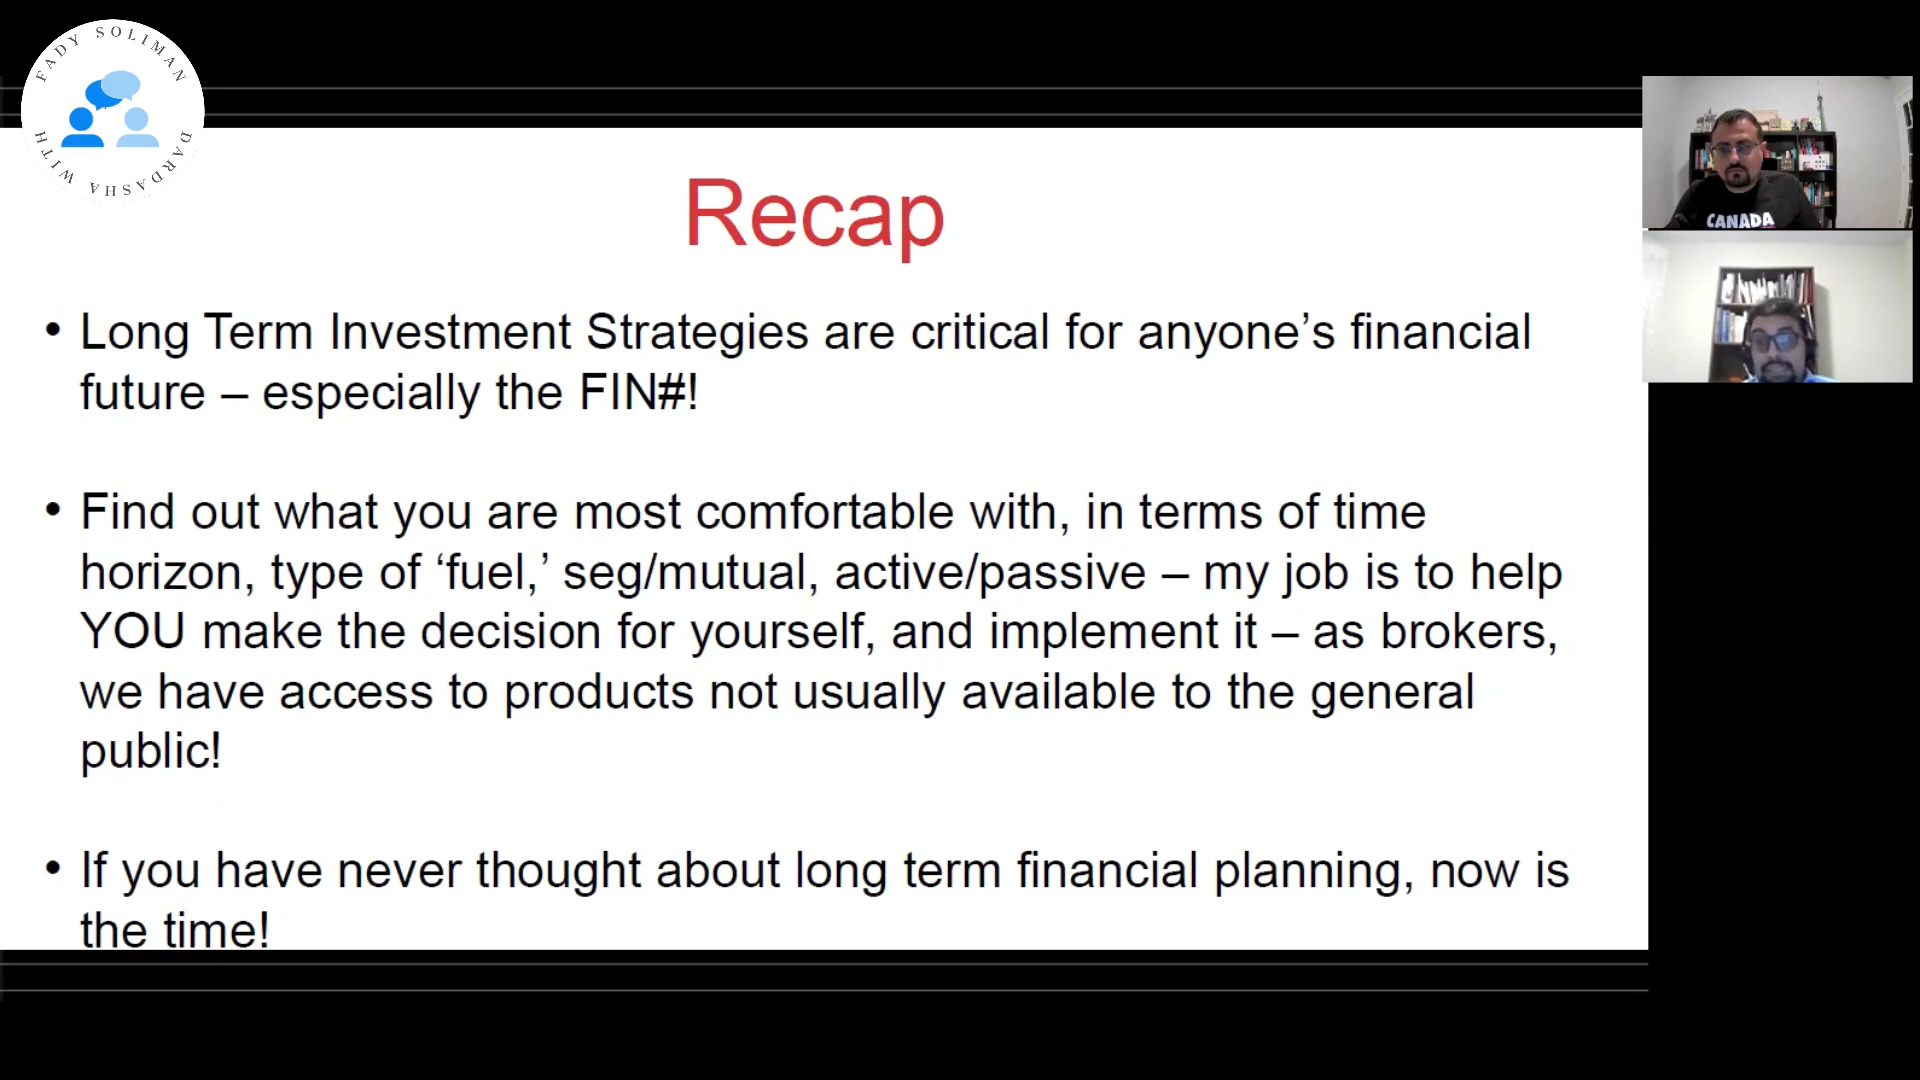 FADY SOLIMAN
DARDASHA WITH
CANADA
Recap
• Long Term Investment Strategies are critical for anyone’s financial
future – especially the FIN#!
• Find out what you are most comfortable with, in terms of time
horizon, type of ‘fuel,’ seg/mutual, active/passive – my job is to help
YOU make the decision for yourself, and implement it – as brokers,
we have access to products not usually available to the general
public!
• If you have never thought about long term financial planning, now is
the time!